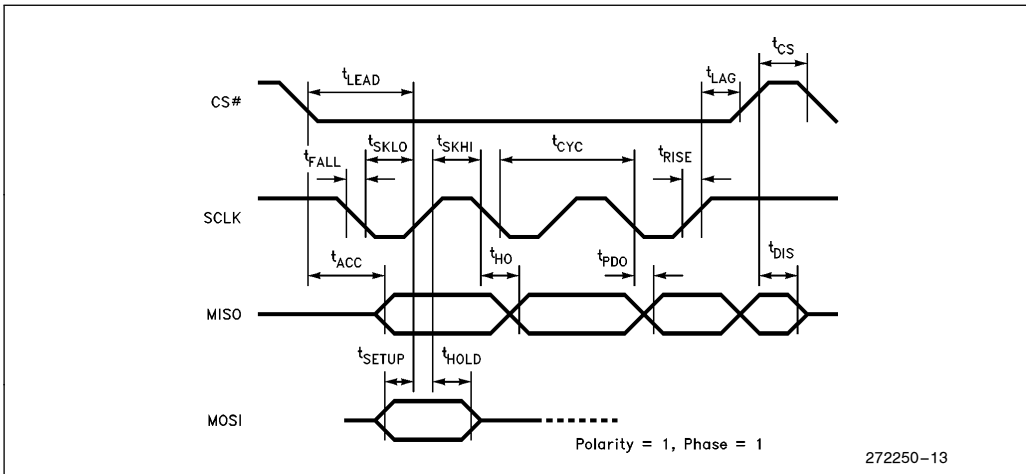 tCS
tLEAD
tLAG
CS#
tSKLO
tSKHI
tCYC
tFALL
tRISE
SCLK
tACC
tHO
tPDO
tDIS
MISO
tSETUP
tHOLD
MOSI
Polarity = 1, Phase = 1
272250–13